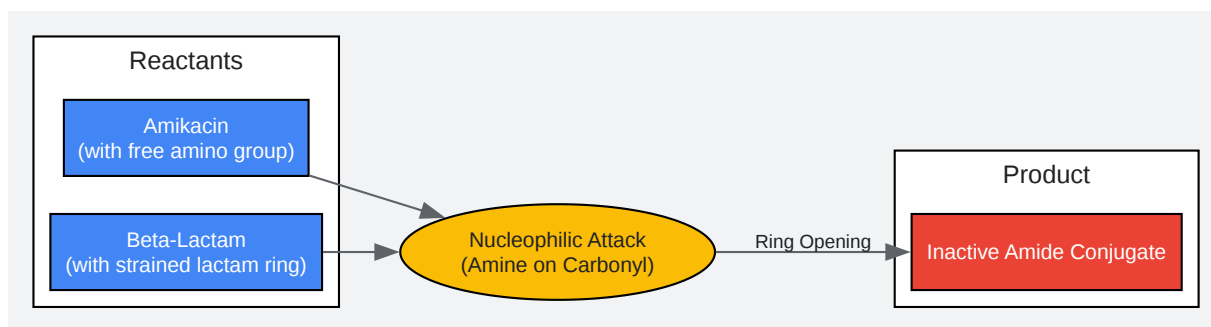 Reactants
Amikacin
(with free amino group)
Beta-Lactam
(with strained lactam ring)
Nucleophilic Attack
(Amine on Carbonyl)
Ring Opening
Product
Inactive Amide Conjugate